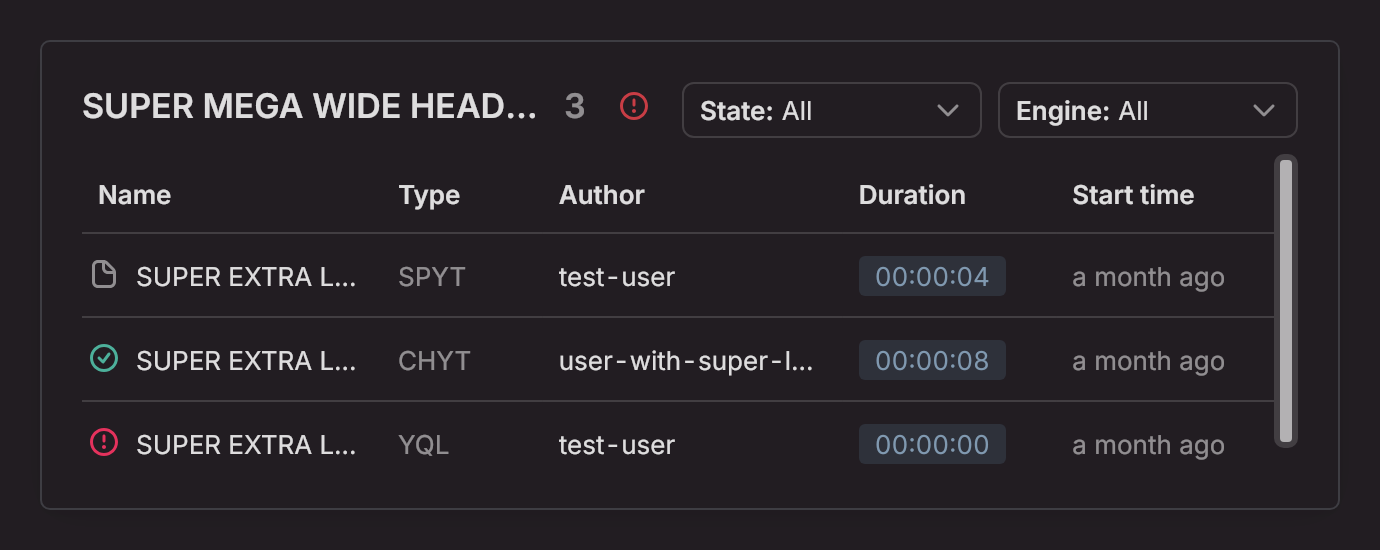 SUPER MEGA WIDE HEAD... 3 State: All Engine: All
Name Type Author Duration Start time
SUPER EXTRA L... SPYT test-user 00:00:04 a month ago
SUPER EXTRA L... CHYT user-with-super-l... 00:00:08 a month ago
SUPER EXTRA L... YQL test-user 00:00:00 a month ago